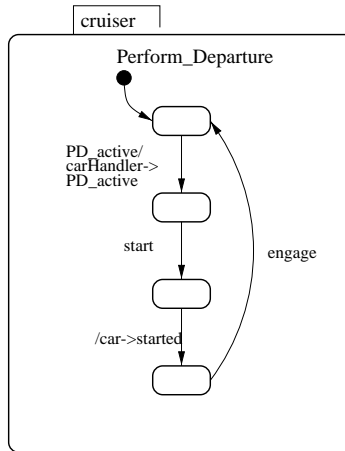 cruiser
Perform_Departure
PD_active/
carHandler->
PD_active
start
engage
/car->started